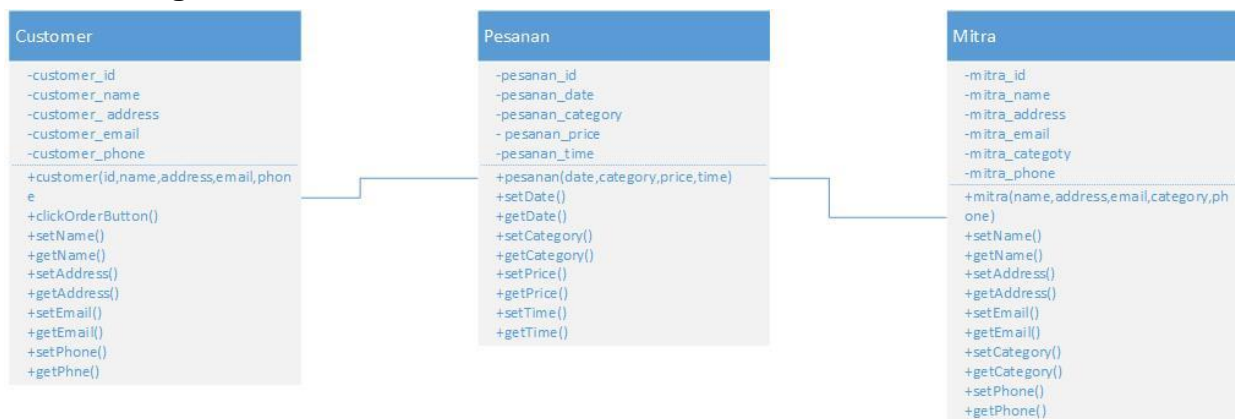 Customer
-customer_id
-customer_name
-customer_ address
-customer_email
-customer_phone
+customer(id,name,address,email,phon
e
+clickOrderButton()
+setName()
+getName()
+setAddress()
+getAddress()
+setEmail()
+getEmail()
+setPhone()
+getPhne()
Pesanan
-pesanan_id
-pesanan_date
-pesanan_category
- pesanan_price
-pesanan_time
+pesanan(date,category,price,time)
+setDate()
+getDate()
+setCategory()
+getCategory()
+setPrice()
+getPrice()
+setTime()
+getTime()
Mitra
-mitra_id
-mitra_name
-mitra_address
-mitra_email
-mitra_categoty
-mitra_phone
+mitra(name,address,email,category,ph
one)
+setName()
+getName()
+setAddress()
+getAddress()
+setEmail()
+getEmail()
+setCategory()
+getCategory()
+setPhone()
+getPhone()